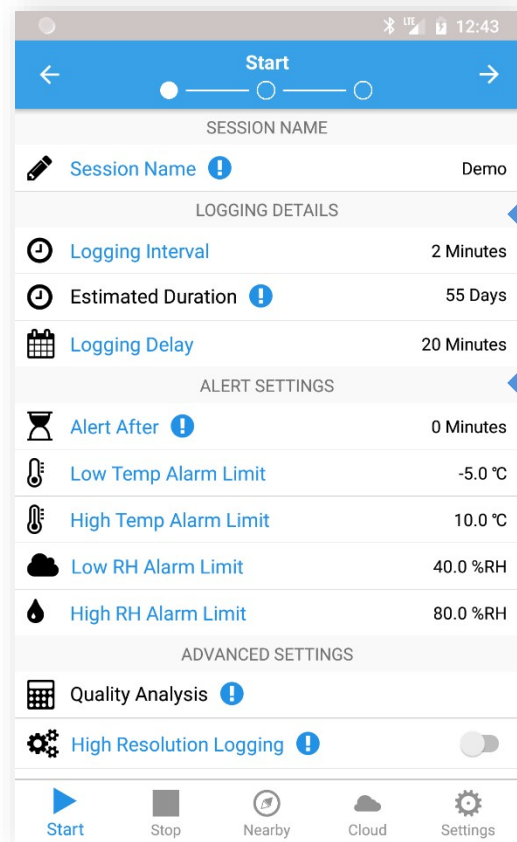 LTE 12:43
Start
SESSION NAME
Session Name ! Demo
LOGGING DETAILS
Logging Interval 2 Minutes
Estimated Duration ! 55 Days
Logging Delay 20 Minutes
ALERT SETTINGS
Alert After ! 0 Minutes
Low Temp Alarm Limit -5.0 ℃
High Temp Alarm Limit 10.0 ℃
Low RH Alarm Limit 40.0 %RH
High RH Alarm Limit 80.0 %RH
ADVANCED SETTINGS
Quality Analysis !
High Resolution Logging !
Start Stop Nearby Cloud Settings